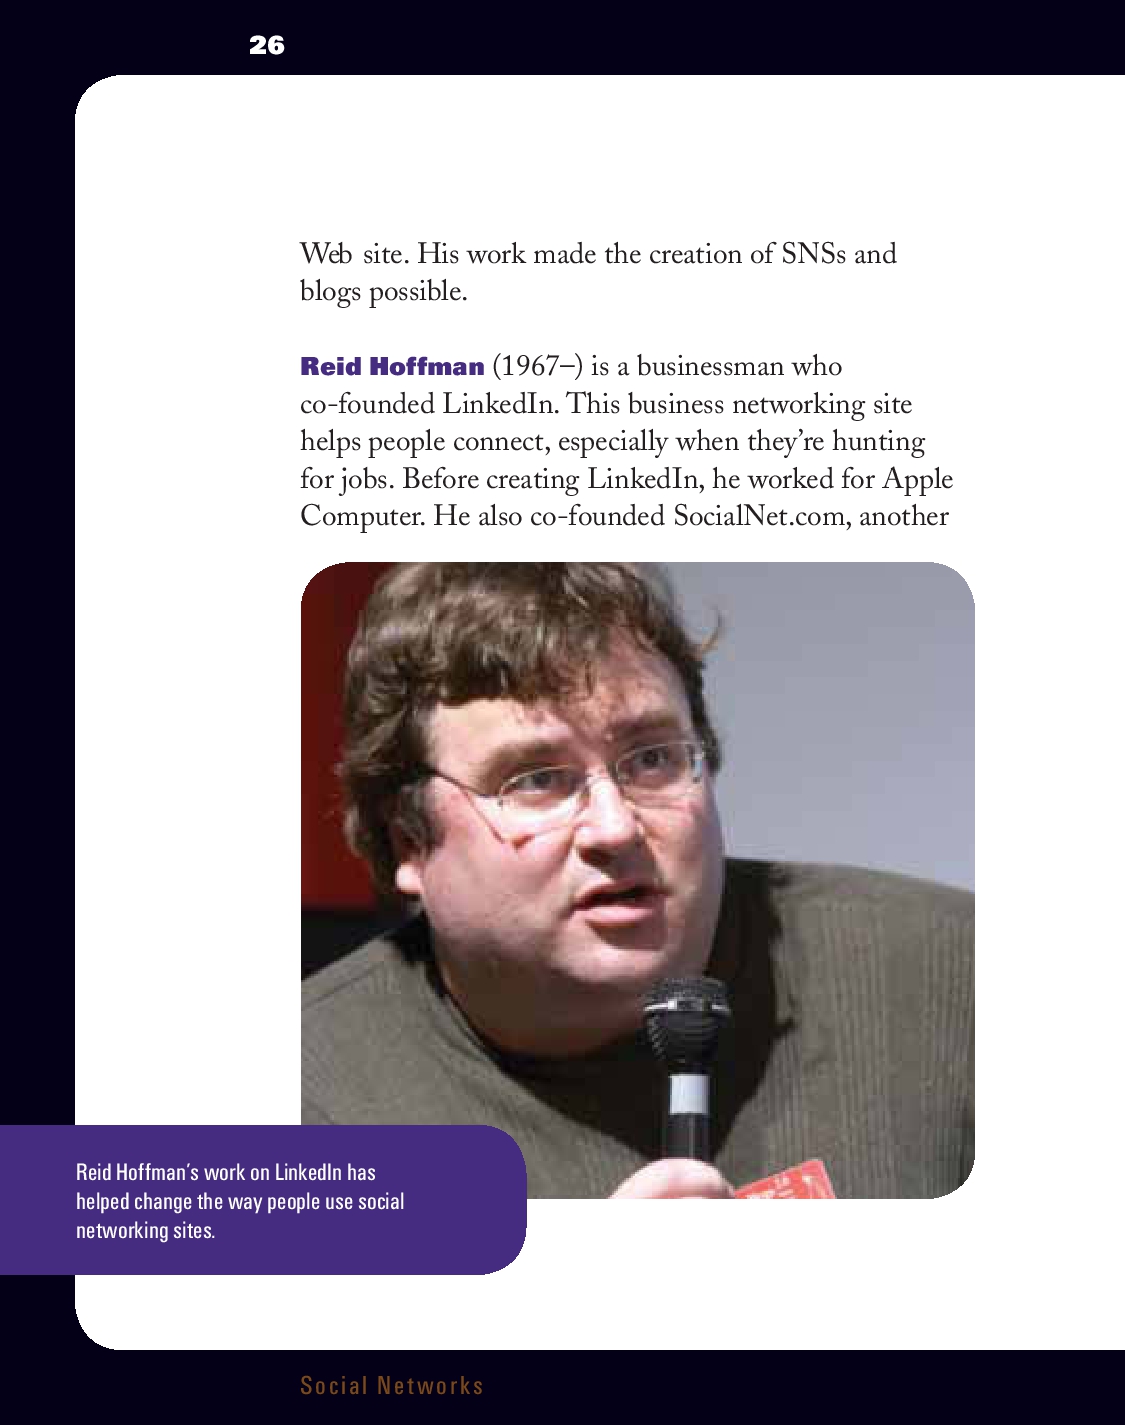 26
Web site. His work made the creation of SNSs and
blogs possible.
Reid Hoffman (1967–) is a businessman who
co-founded LinkedIn. This business networking site
helps people connect, especially when they’re hunting
for jobs. Before creating LinkedIn, he worked for Apple
Computer. He also co-founded SocialNet.com, another
Reid Hoffman’s work on LinkedIn has
helped change the way people use social
networking sites.
Social Networks